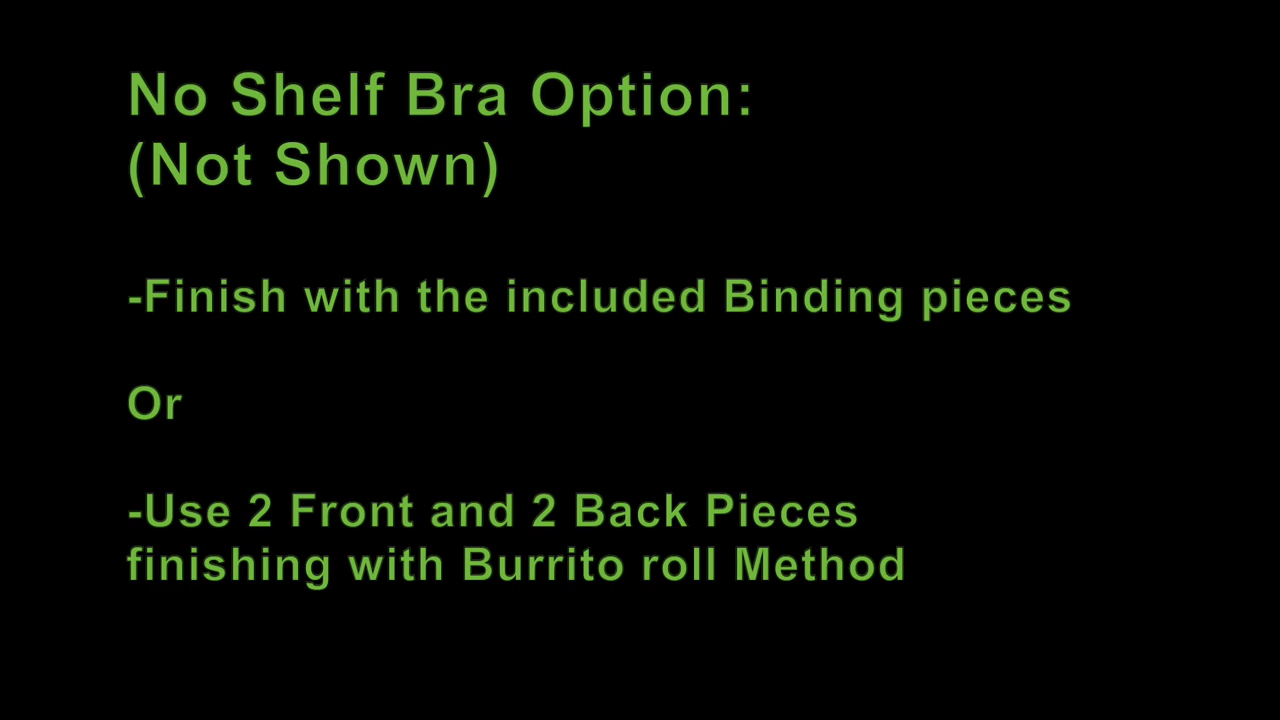 No Shelf Bra Option:
(Not Shown)
-Finish with the included Binding pieces
Or
-Use 2 Front and 2 Back Pieces
finishing with Burrito roll Method